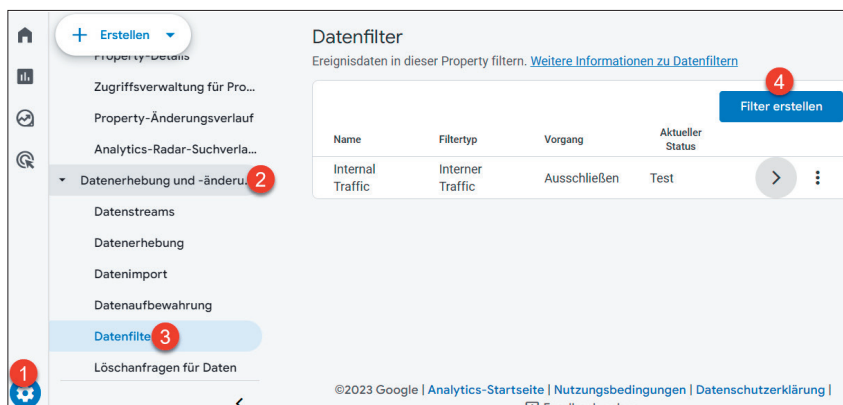 Erstellen
Property-Details
Zugriffsverwaltung für Pro...
Property-Änderungsverlauf
Analytics-Radar-Suchverla...
Datenerhebung und -änderu.
2
Datenstreams
Datenerhebung
Datenimport
Datenaufbewahrung
Datenfilte
3
Löschanfragen für Daten
1
Datenfilter
Ereignisdaten in dieser Property filtern. Weitere Informationen zu Datenfiltern
4
Filter erstellen
Name Filtertyp Vorgang Aktueller
Status
Internal Interner
Traffic Traffic Ausschließen Test
©2023 Google | Analytics-Startseite | Nutzungsbedingungen | Datenschutzerklärung |